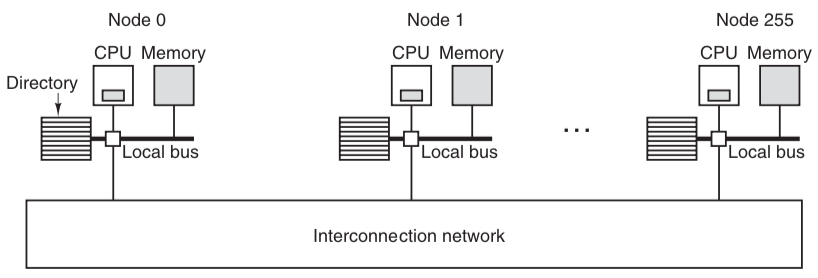 Node 0
Node 1
Node 255
CPU Memory
CPU Memory
CPU Memory
Directory
...
Local bus
Local bus
Local bus
Interconnection network